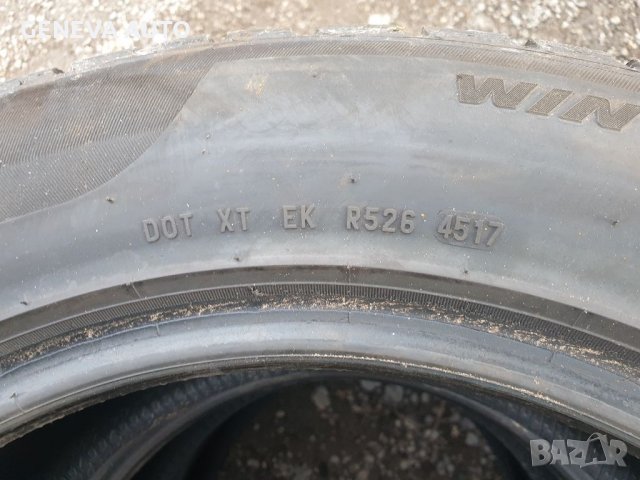 GENEVA AUTO
WIN
DOT XT EK R526 4517
BAZAR